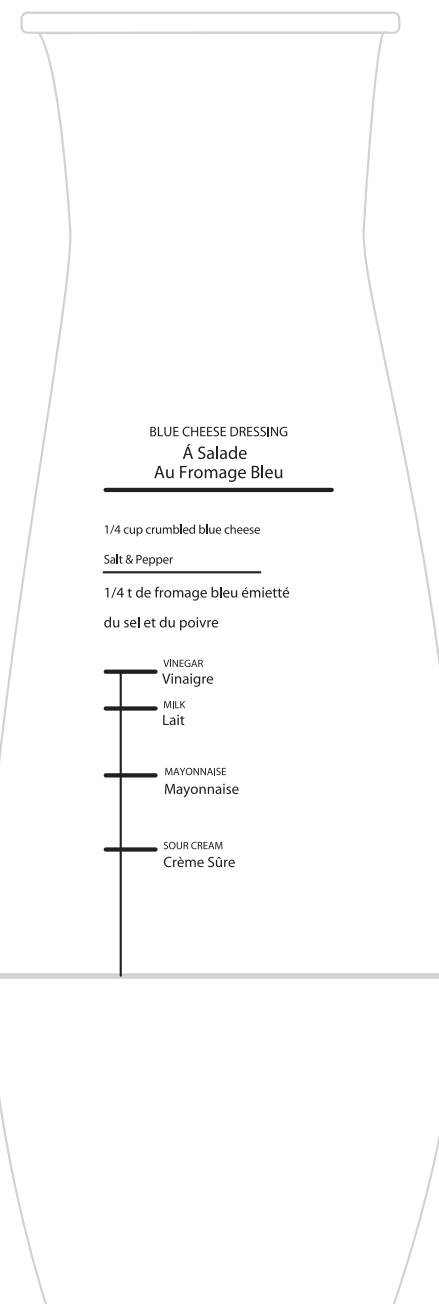 BLUE CHEESE DRESSING
Á Salade
Au Fromage Bleu
1/4 cup crumbled blue cheese
Salt & Pepper
1/4 t de fromage bleu émietté
du sel et du poivre
VINEGAR
Vinaigre
MILK
Lait
MAYONNAISE
Mayonnaise
SOUR CREAM
Crème Sûre